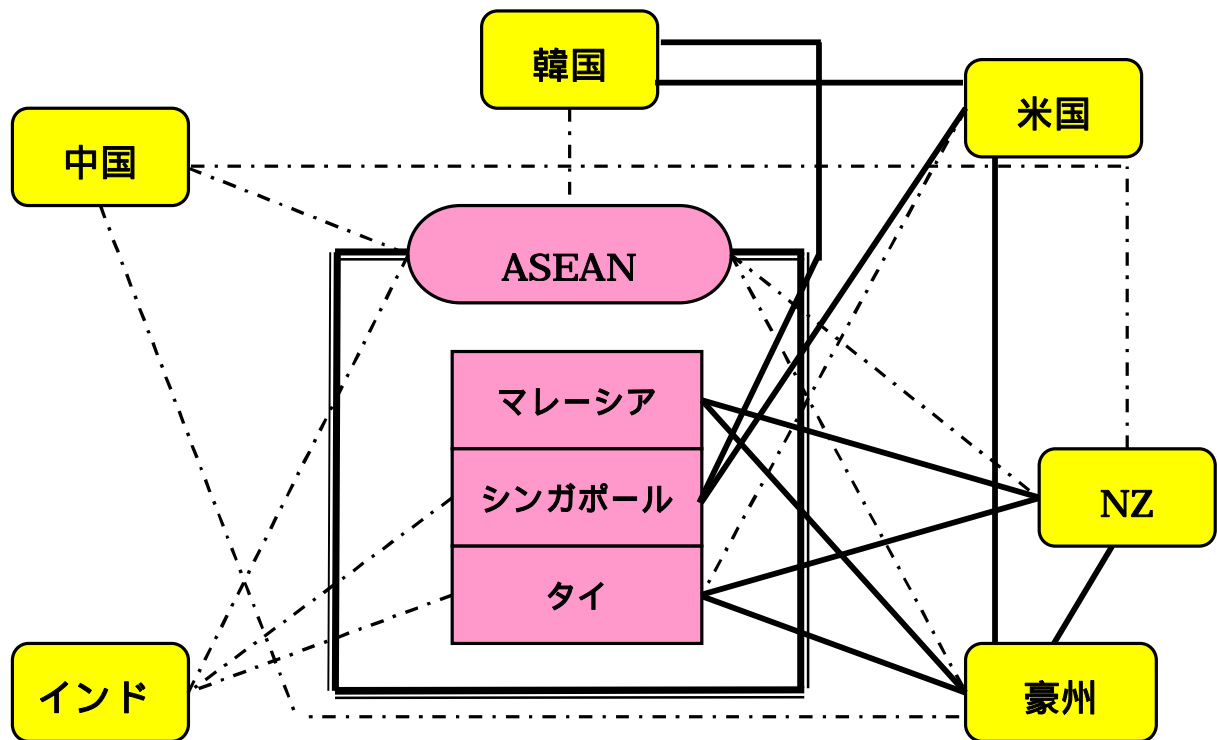 韓国
米国
中国
ASEAN
マレーシア
シンガポール
NZ
タイ
インド
豪州